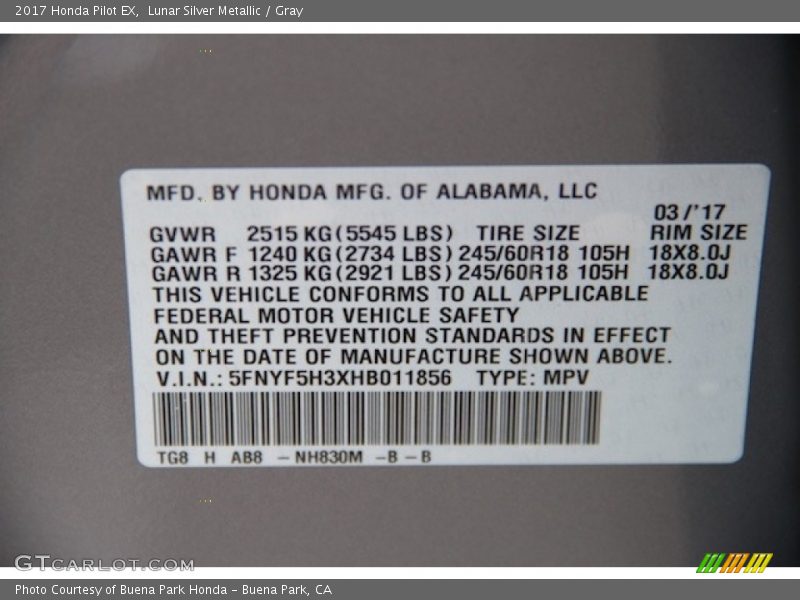 2017 Honda Pilot EX, Lunar Silver Metallic / Gray
MFD. BY HONDA MFG. OF ALABAMA, LLC
03/'17
GVWR 2515 KG(5545 LBS) TIRE SIZE RIM SIZE
GAWR F 1240 KG(2734 LBS) 245/60R18 105H 18X8.0J
GAWR R 1325 KG(2921 LBS) 245/60R18 105H 18X8.0J
THIS VEHICLE CONFORMS TO ALL APPLICABLE
FEDERAL MOTOR VEHICLE SAFETY
AND THEFT PREVENTION STANDARDS IN EFFECT
ON THE DATE OF MANUFACTURE SHOWN ABOVE.
V.I.N.: 5FNYF5H3XHB011856 TYPE: MPV
TG8 H AB8 - NH830M - B - B
GTCARLOT.COM
Photo Courtesy of Buena Park Honda - Buena Park, CA